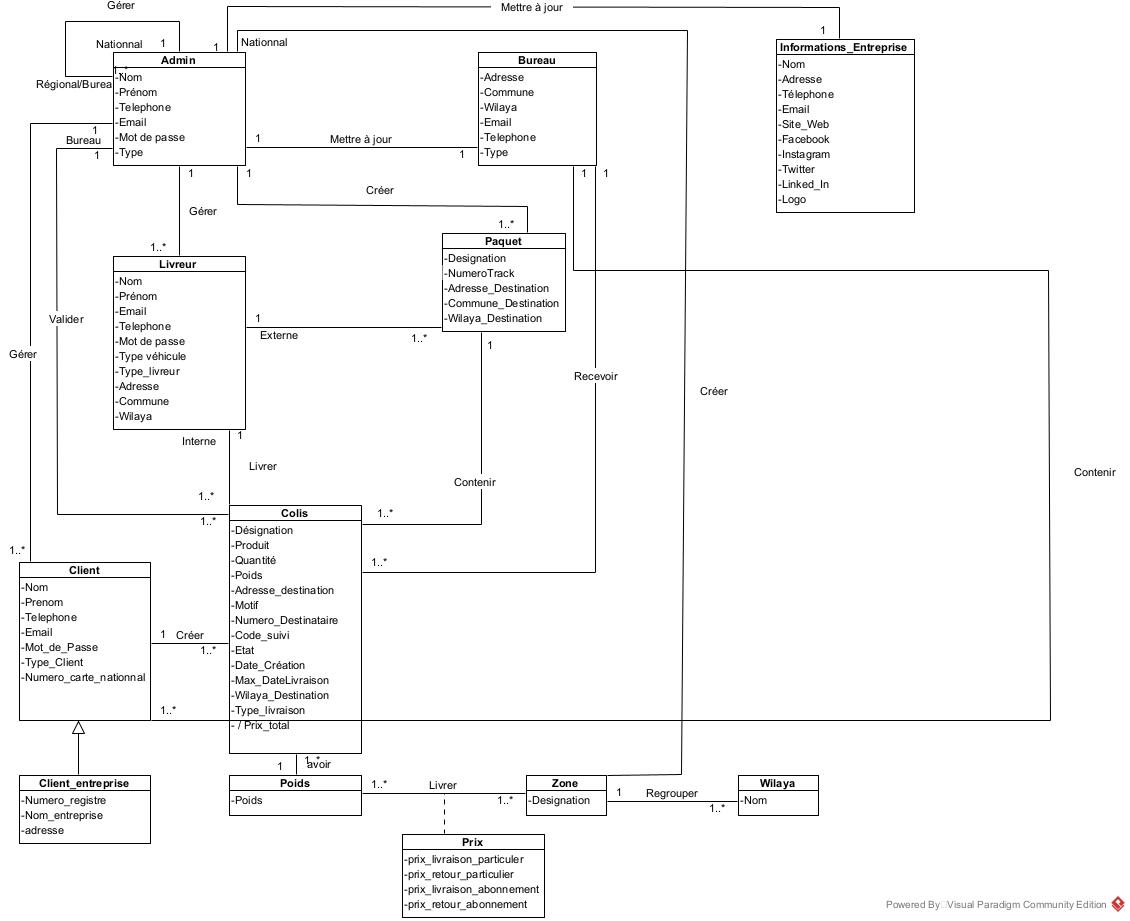 Gérer
Mettre à jour
1
Nationnal
1
1
Nationnal
Régional/Burea
1..*
Admin
-Nom
-Prénom
-Telephone
-Email
-Mot de passe
-Type
Bureau
-Adresse
-Commune
-Wilaya
-Email
-Telephone
-Type
Informations_Entreprise
-Nom
-Adresse
-Télephone
-Email
-Site_Web
-Facebook
-Instagram
-Twitter
-Linked_In
-Logo
1
Bureau
1
1
Mettre à jour
1
1
1
1
1
Créer
Gérer
1..*
1..*
Livreur
-Nom
-Prénom
-Email
-Telephone
-Mot de passe
-Type véhicule
-Type_livreur
-Adresse
-Commune
-Wilaya
Paquet
-Designation
-NumeroTrack
-Adresse_Destination
-Commune_Destination
-Wilaya_Destination
1
Externe
1..*
1
Valider
Gérer
Recevoir
Créer
Interne
1
Livrer
Contenir
Contenir
1..*
1..*
1..*
1..*
1..*
Colis
-Désignation
-Produit
-Quantité
-Poids
-Adresse_destination
-Motif
-Numero_Destinataire
-Code_suivi
-Etat
-Date_Création
-Max_DateLivraison
-Wilaya_Destination
-Type_livraison
- / Prix_total
Client
-Nom
-Prenom
-Telephone
-Email
-Mot_de_Passe
-Type_Client
-Numero_carte_nationnal
1
Créer
1..*
1..*
Client_entreprise
-Numero_registre
-Nom_entreprise
-adresse
1
1..*
avoir
Poids
-Poids
1..*
Livrer
1..*
Zone
-Designation
1
Regrouper
1..*
Wilaya
-Nom
Prix
-prix_livraison_particuler
-prix_retour_particulier
-prix_livraison_abonnement
-prix_retour_abonnement
Powered By Visual Paradigm Community Edition